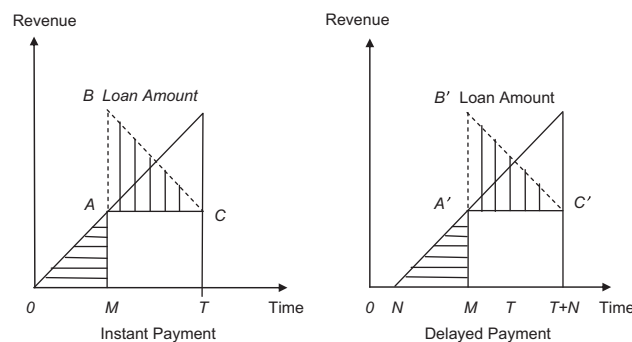 Revenue
B Loan Amount
A
C
0 M T Time
Instant Payment
Revenue
B′ Loan Amount
A′
C′
0 N M T T+N Time
Delayed Payment